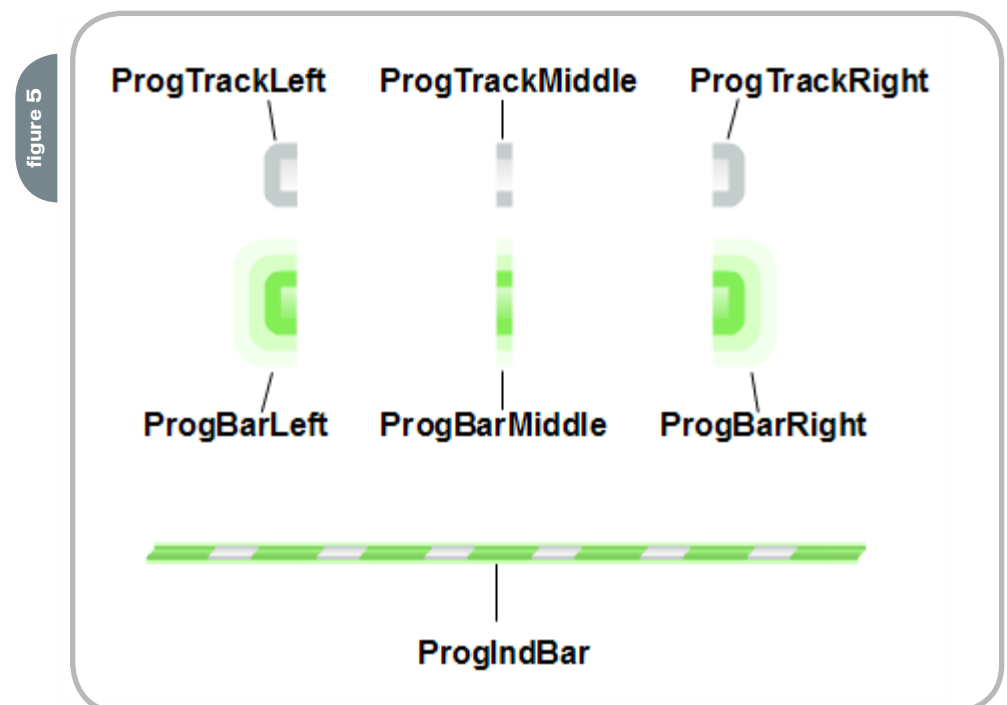 figure 5
ProgTrackLeft ProgTrackMiddle ProgTrackRight
ProgBarLeft ProgBarMiddle ProgBarRight
ProgIndBar